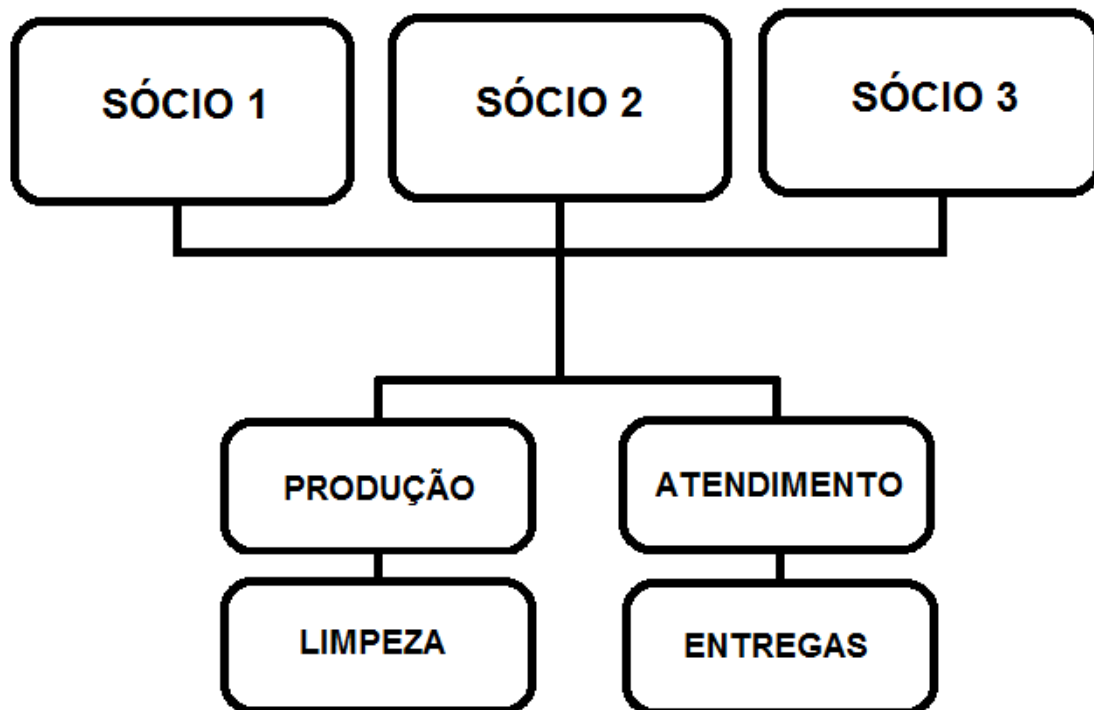 SÓCIO 1
SÓCIO 2
SÓCIO 3
PRODUÇÃO
ATENDIMENTO
LIMPEZA
ENTREGAS